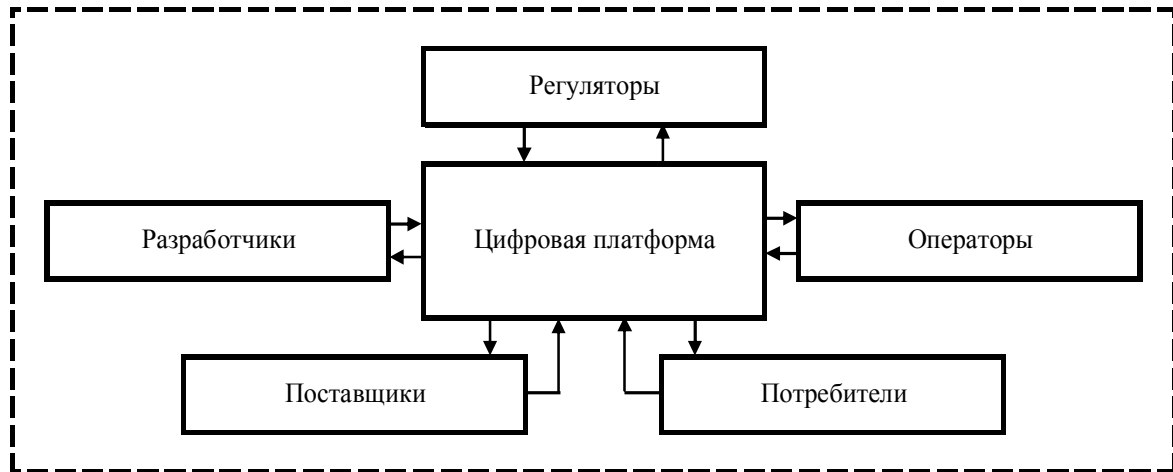 Регуляторы
Разработчики
Цифровая платформа
Операторы
Поставщики
Потребители